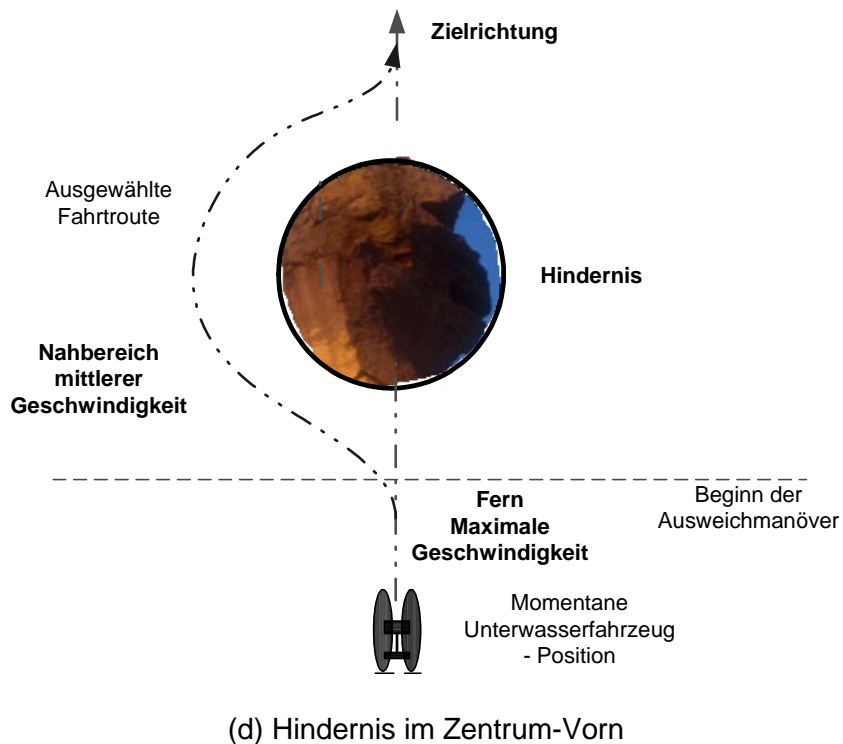 Zielrichtung
Ausgewählte
Fahrtroute
Hindernis
Nahbereich
mittlerer
Geschwindigkeit
Fern
Maximale
Geschwindigkeit
Beginn der
Ausweichmanöver
Momentane
Unterwasserfahrzeug
- Position
(d) Hindernis im Zentrum-Vorn